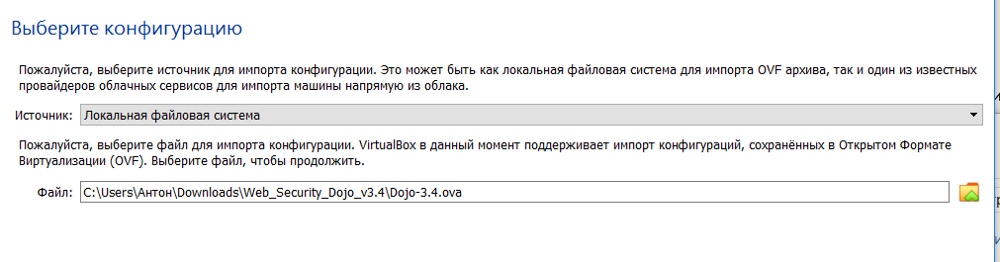 Выберите конфигурацию
Пожалуйста, выберите источник для импорта конфигурации. Это может быть как локальная файловая система для импорта OVF архива, так и один из известных
провайдеров облачных сервисов для импорта машины напрямую из облака.
Источник: Локальная файловая система
Пожалуйста, выберите файл для импорта конфигурации. VirtualBox в данный момент поддерживает импорт конфигураций, сохранённых в Открытом Формате
Виртуализации (OVF). Выберите файл, чтобы продолжить.
Файл: C:\Users\Антон\Downloads\Web_Security_Dojo_v3.4\Dojo-3.4.ova